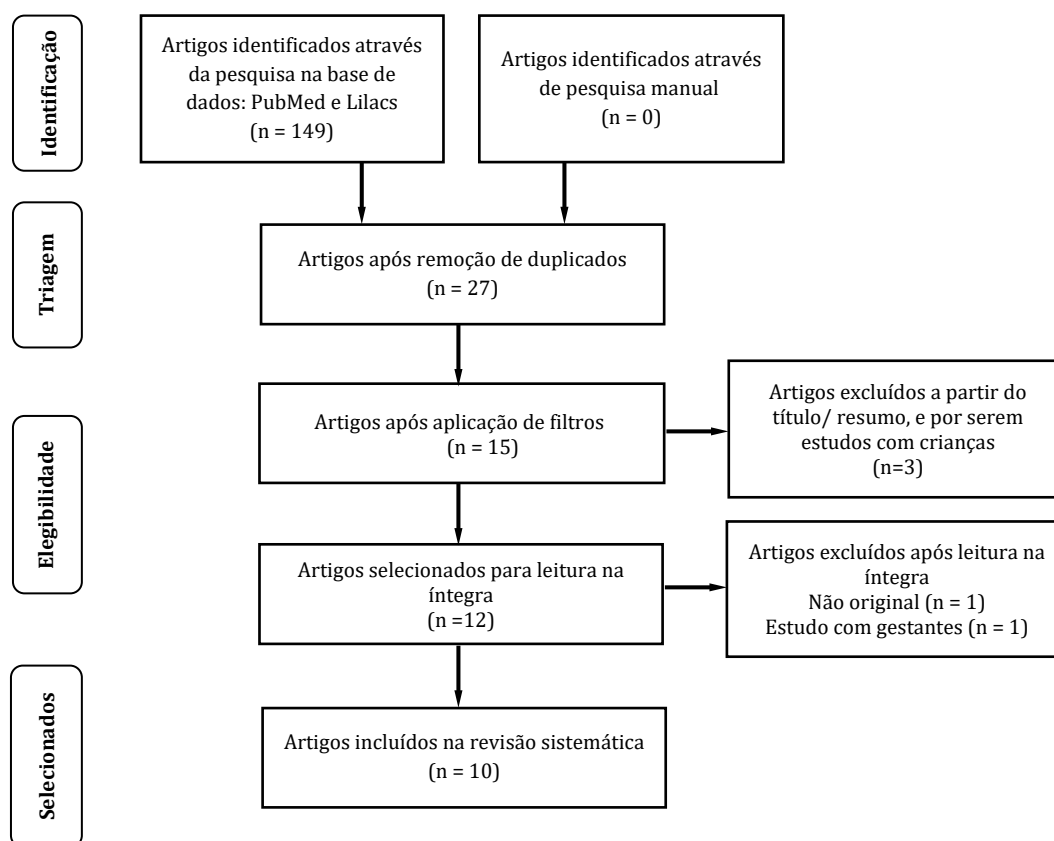 Identificação
Artigos identificados através
da pesquisa na base de
dados: PubMed e Lilacs
(n = 149)
Artigos identificados através
de pesquisa manual
(n = 0)
Triagem
Artigos após remoção de duplicados
(n = 27)
Elegibilidade
Artigos após aplicação de filtros
(n = 15)
Artigos excluídos a partir do
título/ resumo, e por serem
estudos com crianças
(n=3)
Artigos selecionados para leitura na
íntegra
(n =12)
Artigos excluídos após leitura na
íntegra
Não original (n = 1)
Estudo com gestantes (n = 1)
Selecionados
Artigos incluídos na revisão sistemática
(n = 10)